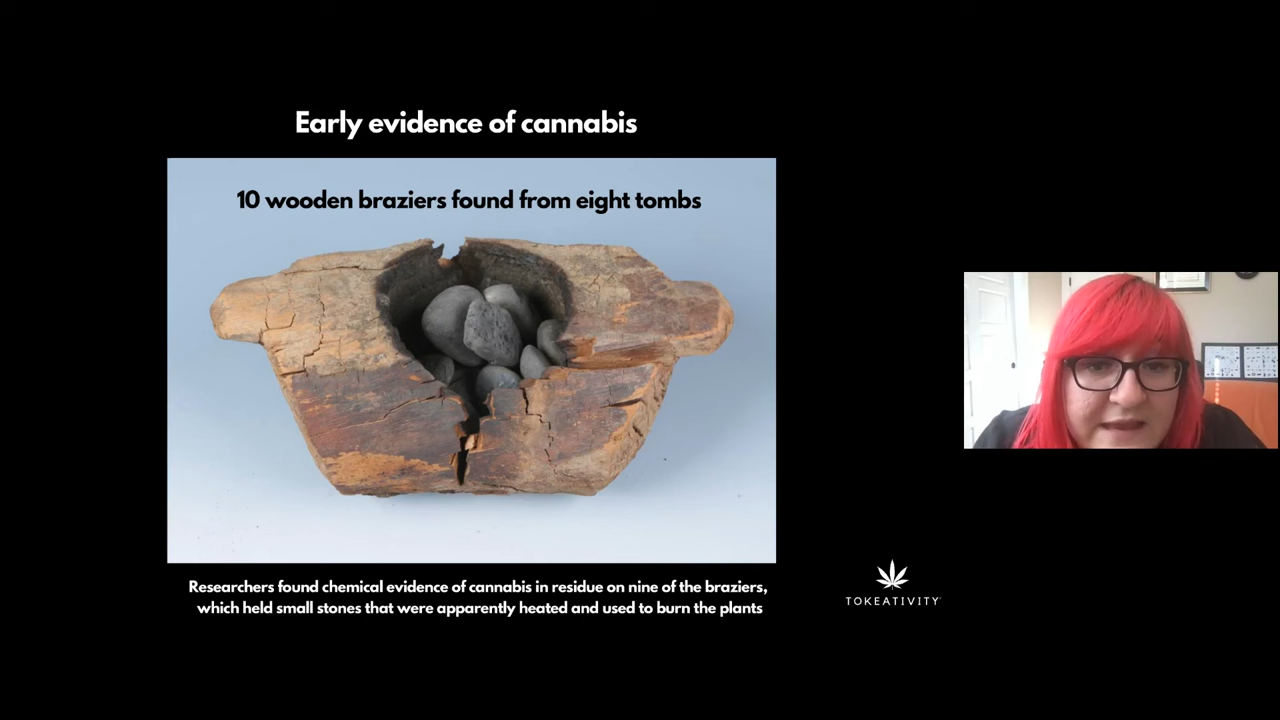 Early evidence of cannabis
10 wooden braziers found from eight tombs
Researchers found chemical evidence of cannabis in residue on nine of the braziers,
which held small stones that were apparently heated and used to burn the plants
TOKEATIVITY